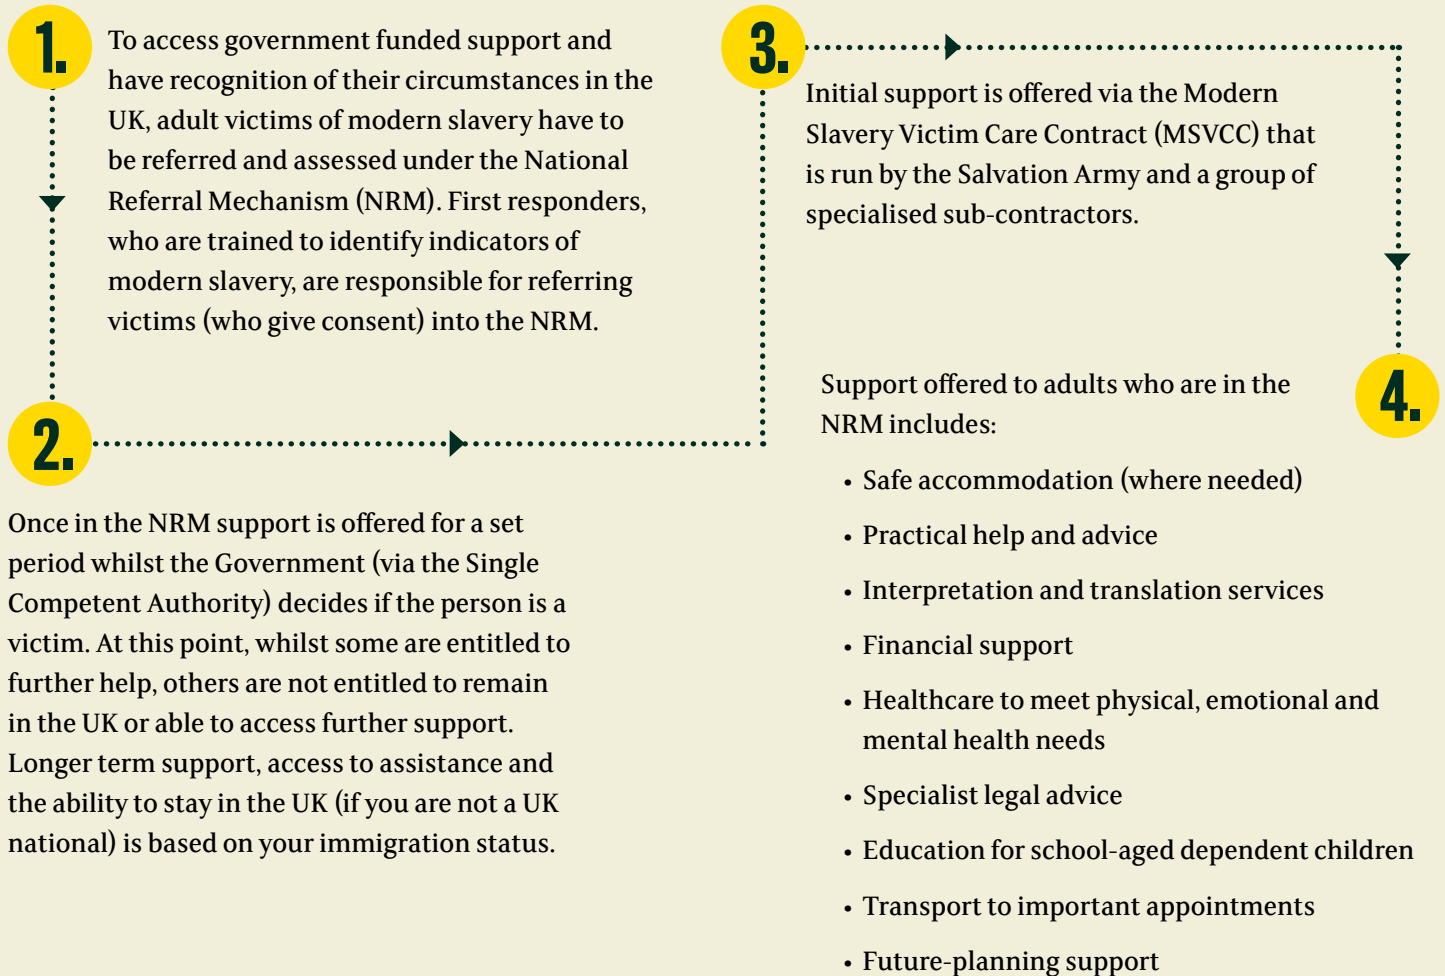 1.
To access government funded support and
have recognition of their circumstances in the
UK, adult victims of modern slavery have to
be referred and assessed under the National
Referral Mechanism (NRM). First responders,
who are trained to identify indicators of
modern slavery, are responsible for referring
victims (who give consent) into the NRM.
2.
Once in the NRM support is offered for a set
period whilst the Government (via the Single
Competent Authority) decides if the person is a
victim. At this point, whilst some are entitled to
further help, others are not entitled to remain
in the UK or able to access further support.
Longer term support, access to assistance and
the ability to stay in the UK (if you are not a UK
national) is based on your immigration status.
3.
Initial support is offered via the Modern
Slavery Victim Care Contract (MSVCC) that
is run by the Salvation Army and a group of
specialised sub-contractors.
4.
Support offered to adults who are in the
NRM includes:
• Safe accommodation (where needed)
• Practical help and advice
• Interpretation and translation services
• Financial support
• Healthcare to meet physical, emotional and
mental health needs
• Specialist legal advice
• Education for school-aged dependent children
• Transport to important appointments
• Future-planning support